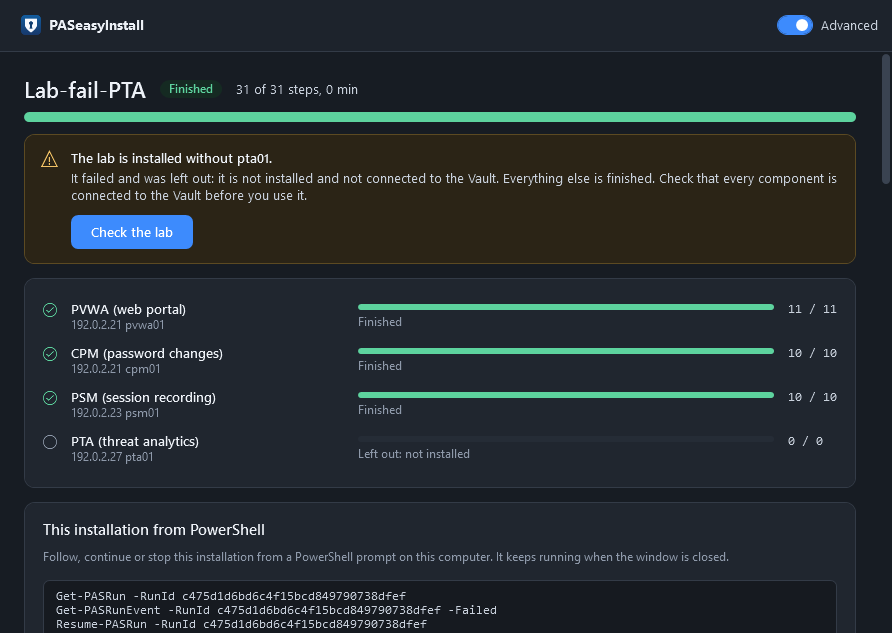 PASeasyInstall
Advanced
Lab-fail-PTA Finished 31 of 31 steps, 0 min
The lab is installed without pta01.
It failed and was left out: it is not installed and not connected to the Vault. Everything else is finished. Check that every component is
connected to the Vault before you use it.
Check the lab
PVWA (web portal)
192.0.2.21 pvwa01
Finished
11 / 11
CPM (password changes)
192.0.2.21 cpm01
Finished
10 / 10
PSM (session recording)
192.0.2.23 psm01
Finished
10 / 10
PTA (threat analytics)
192.0.2.27 pta01
Left out: not installed
0 / 0
This installation from PowerShell
Follow, continue or stop this installation from a PowerShell prompt on this computer. It keeps running when the window is closed.
Get-PASRun -RunId c475d1d6bd6c4f15bcd849790738dfef
Get-PASRunEvent -RunId c475d1d6bd6c4f15bcd849790738dfef -Failed
Resume-PASRun -RunId c475d1d6bd6c4f15bcd849790738dfef